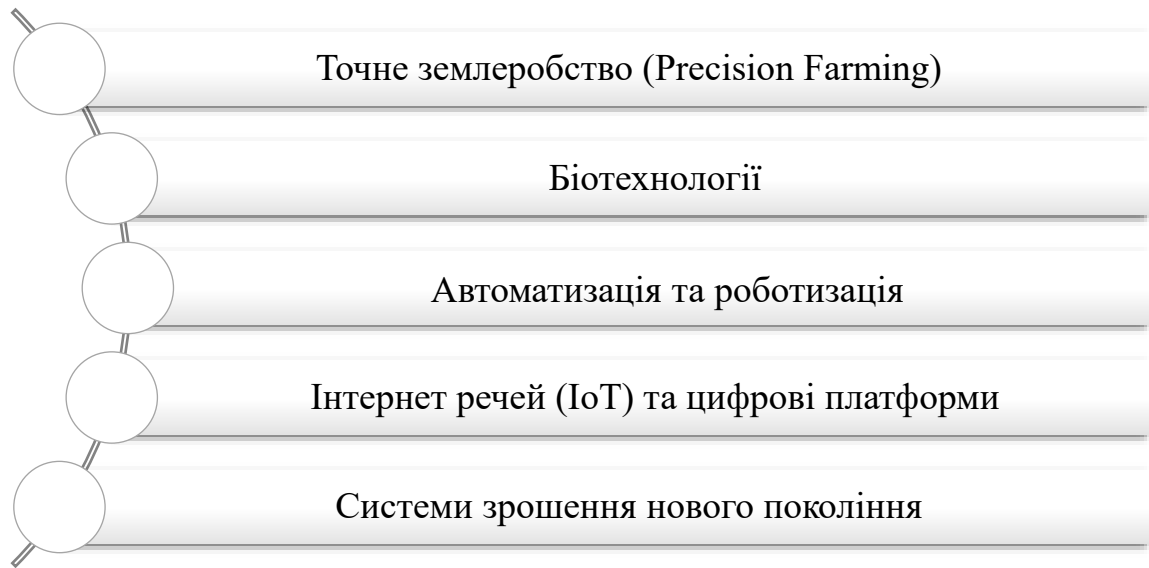 Точне землеробство (Precision Farming)
Біотехнології
Автоматизація та роботизація
Інтернет речей (IoT) та цифрові платформи
Системи зрошення нового покоління